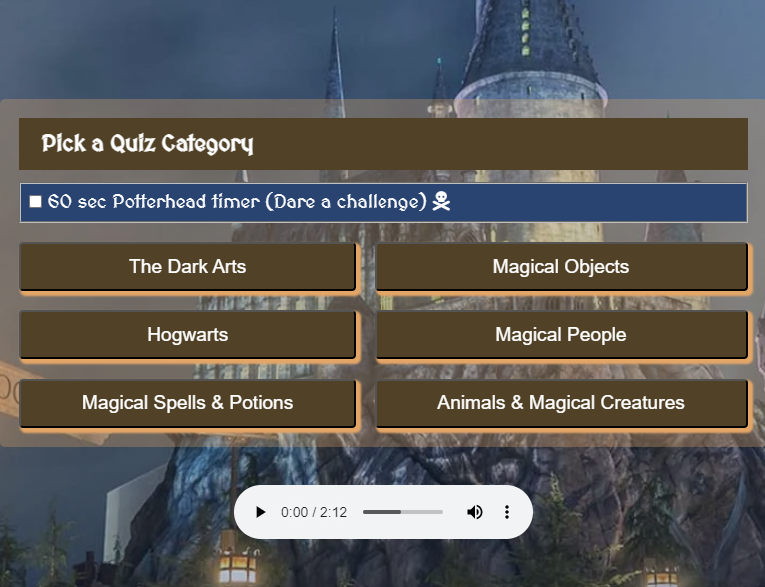 Pick a Quiz Category
60 sec Potterhead timer (Dare a challenge)
The Dark Arts
Magical Objects
Hogwarts
Magical People
Magical Spells & Potions
Animals & Magical Creatures
0:00 / 2:12